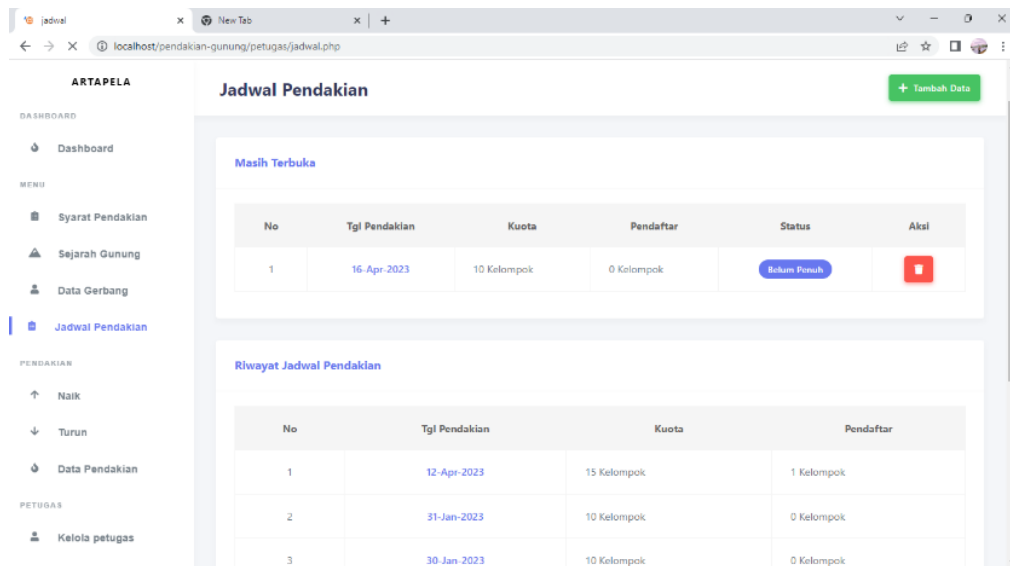 jadwal
New Tab
localhost/pendakian-gunung/petugas/jadwal.php
ARTAPELA
DASHBOARD
Dashboard
MENU
Syarat Pendakian
Sejarah Gunung
Data Gerbang
Jadwal Pendakian
PENDAKIAN
Naik
Turun
Data Pendakian
PETUGAS
Kelola petugas
Jadwal Pendakian
+ Tambah Data
Masih Terbuka
No Tgl Pendakian Kuota Pendaftar Status Aksi
1 16-Apr-2023 10 Kelompok 0 Kelompok Belum Penuh
Riwayat Jadwal Pendakian
No Tgl Pendakian Kuota Pendaftar
1 12-Apr-2023 15 Kelompok 1 Kelompok
2 31-Jan-2023 10 Kelompok 0 Kelompok
3 30-Jan-2023 10 Kelompok 0 Kelompok